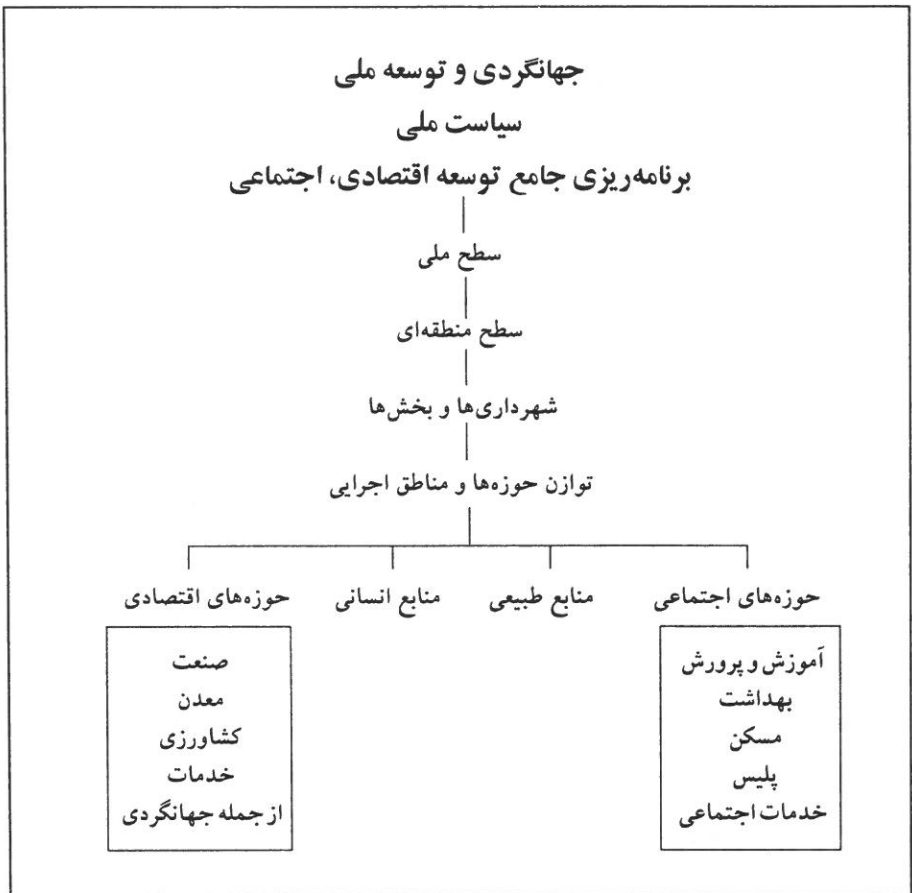 جهانگردی و توسعه ملی
سیاست ملی
برنامه‌ریزی جامع توسعه اقتصادی، اجتماعی
سطح ملی
سطح منطقه‌ای
شهرداری‌ها و بخش‌ها
توازن حوزه‌ها و مناطق اجرایی
حوزه‌های اجتماعی
منابع طبیعی
منابع انسانی
حوزه‌های اقتصادی
آموزش و پرورش
بهداشت
مسکن
پلیس
خدمات اجتماعی
صنعت
معدن
کشاورزی
خدمات
از جمله جهانگردی